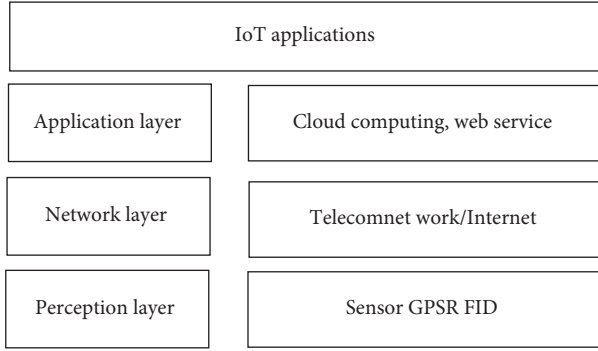 IoT applications
Application layer
Cloud computing, web service
Network layer
Telecomnet work/Internet
Perception layer
Sensor GPSR FID